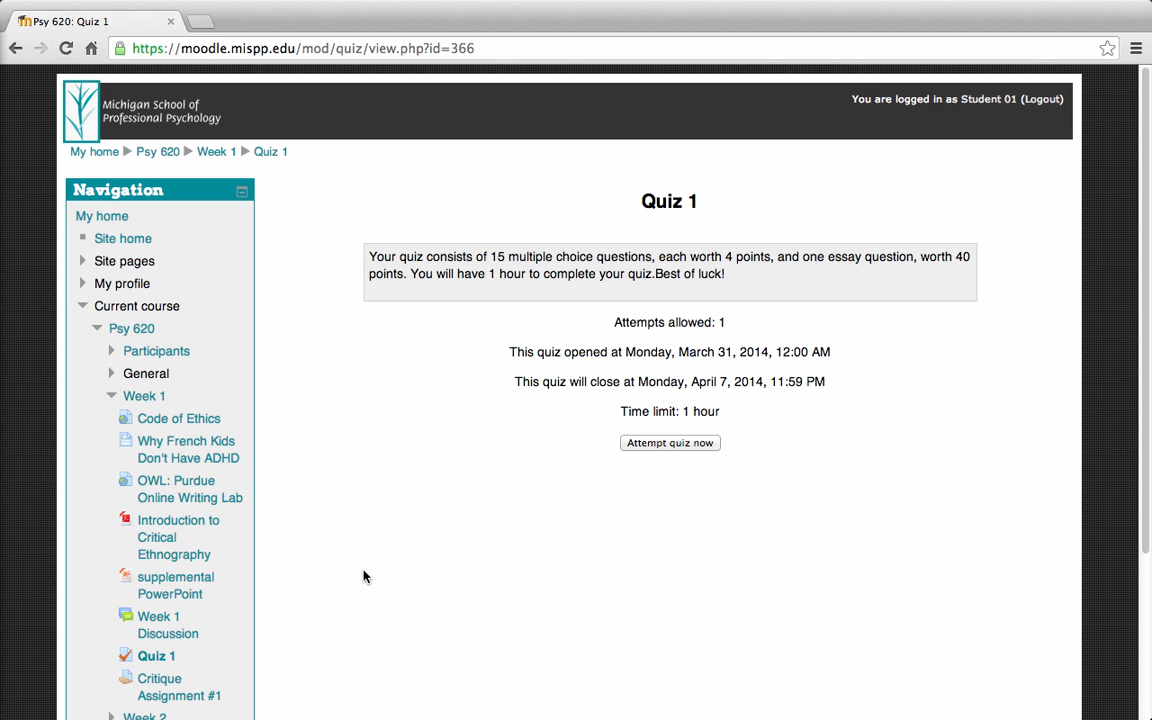 Psy 620: Quiz 1
https://moodle.mispp.edu/mod/quiz/view.php?id=366
Michigan School of
Professional Psychology
You are logged in as Student 01 (Logout)
My home Psy 620 Week 1 Quiz 1
Navigation
My home
Site home
Site pages
My profile
Current course
Psy 620
Participants
General
Week 1
Code of Ethics
Why French Kids
Don't Have ADHD
OWL: Purdue
Online Writing Lab
Introduction to
Critical
Ethnography
supplemental
PowerPoint
Week 1
Discussion
Quiz 1
Critique
Assignment #1
Week 2
Quiz 1
Your quiz consists of 15 multiple choice questions, each worth 4 points, and one essay question, worth 40
points. You will have 1 hour to complete your quiz.Best of luck!
Attempts allowed: 1
This quiz opened at Monday, March 31, 2014, 12:00 AM
This quiz will close at Monday, April 7, 2014, 11:59 PM
Time limit: 1 hour
Attempt quiz now